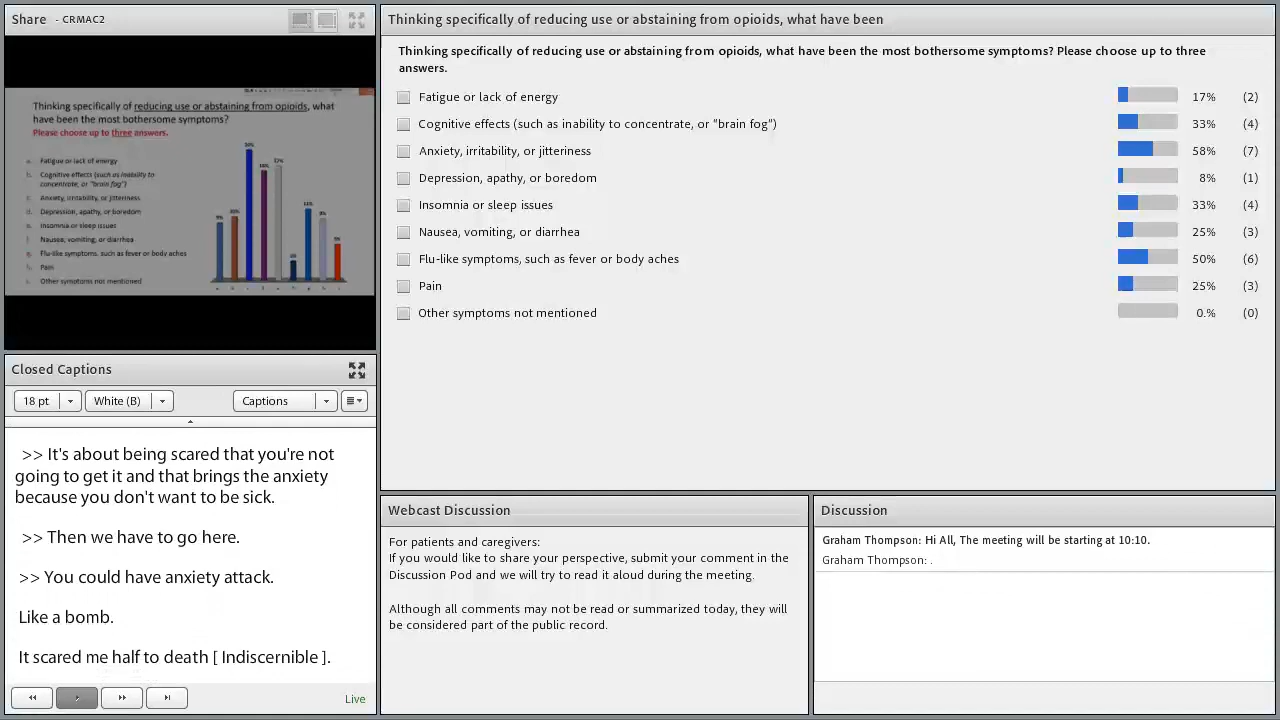 Share - CRMAC2
Thinking specifically of reducing use or abstaining from opioids, what
have been the most bothersome symptoms?
Please choose up to three answers.
Fatigue or lack of energy
Cognitive effects (such as inability to
concentrate, or "brain fog")
Anxiety, irritability, or jitteriness
Depression, apathy, or boredom
Insomnia or sleep issues
Nausea, vomiting, or diarrhea
Flu-like symptoms, such as fever or body aches
Pain
Other symptoms not mentioned
Closed Captions
18 pt White (B) Captions
>> It's about being scared that you're not
going to get it and that brings the anxiety
because you don't want to be sick.
>> Then we have to go here.
>> You could have anxiety attack.
Like a bomb.
It scared me half to death [ Indiscernible ].
Live
Thinking specifically of reducing use or abstaining from opioids, what have been
Thinking specifically of reducing use or abstaining from opioids, what have been the most bothersome symptoms? Please choose up to three
answers.
Fatigue or lack of energy 17% (2)
Cognitive effects (such as inability to concentrate, or "brain fog") 33% (4)
Anxiety, irritability, or jitteriness 58% (7)
Depression, apathy, or boredom 8% (1)
Insomnia or sleep issues 33% (4)
Nausea, vomiting, or diarrhea 25% (3)
Flu-like symptoms, such as fever or body aches 50% (6)
Pain 25% (3)
Other symptoms not mentioned 0.% (0)
Webcast Discussion
For patients and caregivers:
If you would like to share your perspective, submit your comment in the
Discussion Pod and we will try to read it aloud during the meeting.
Although all comments may not be read or summarized today, they will
be considered part of the public record.
Discussion
Graham Thompson: Hi All, The meeting will be starting at 10:10.
Graham Thompson: .